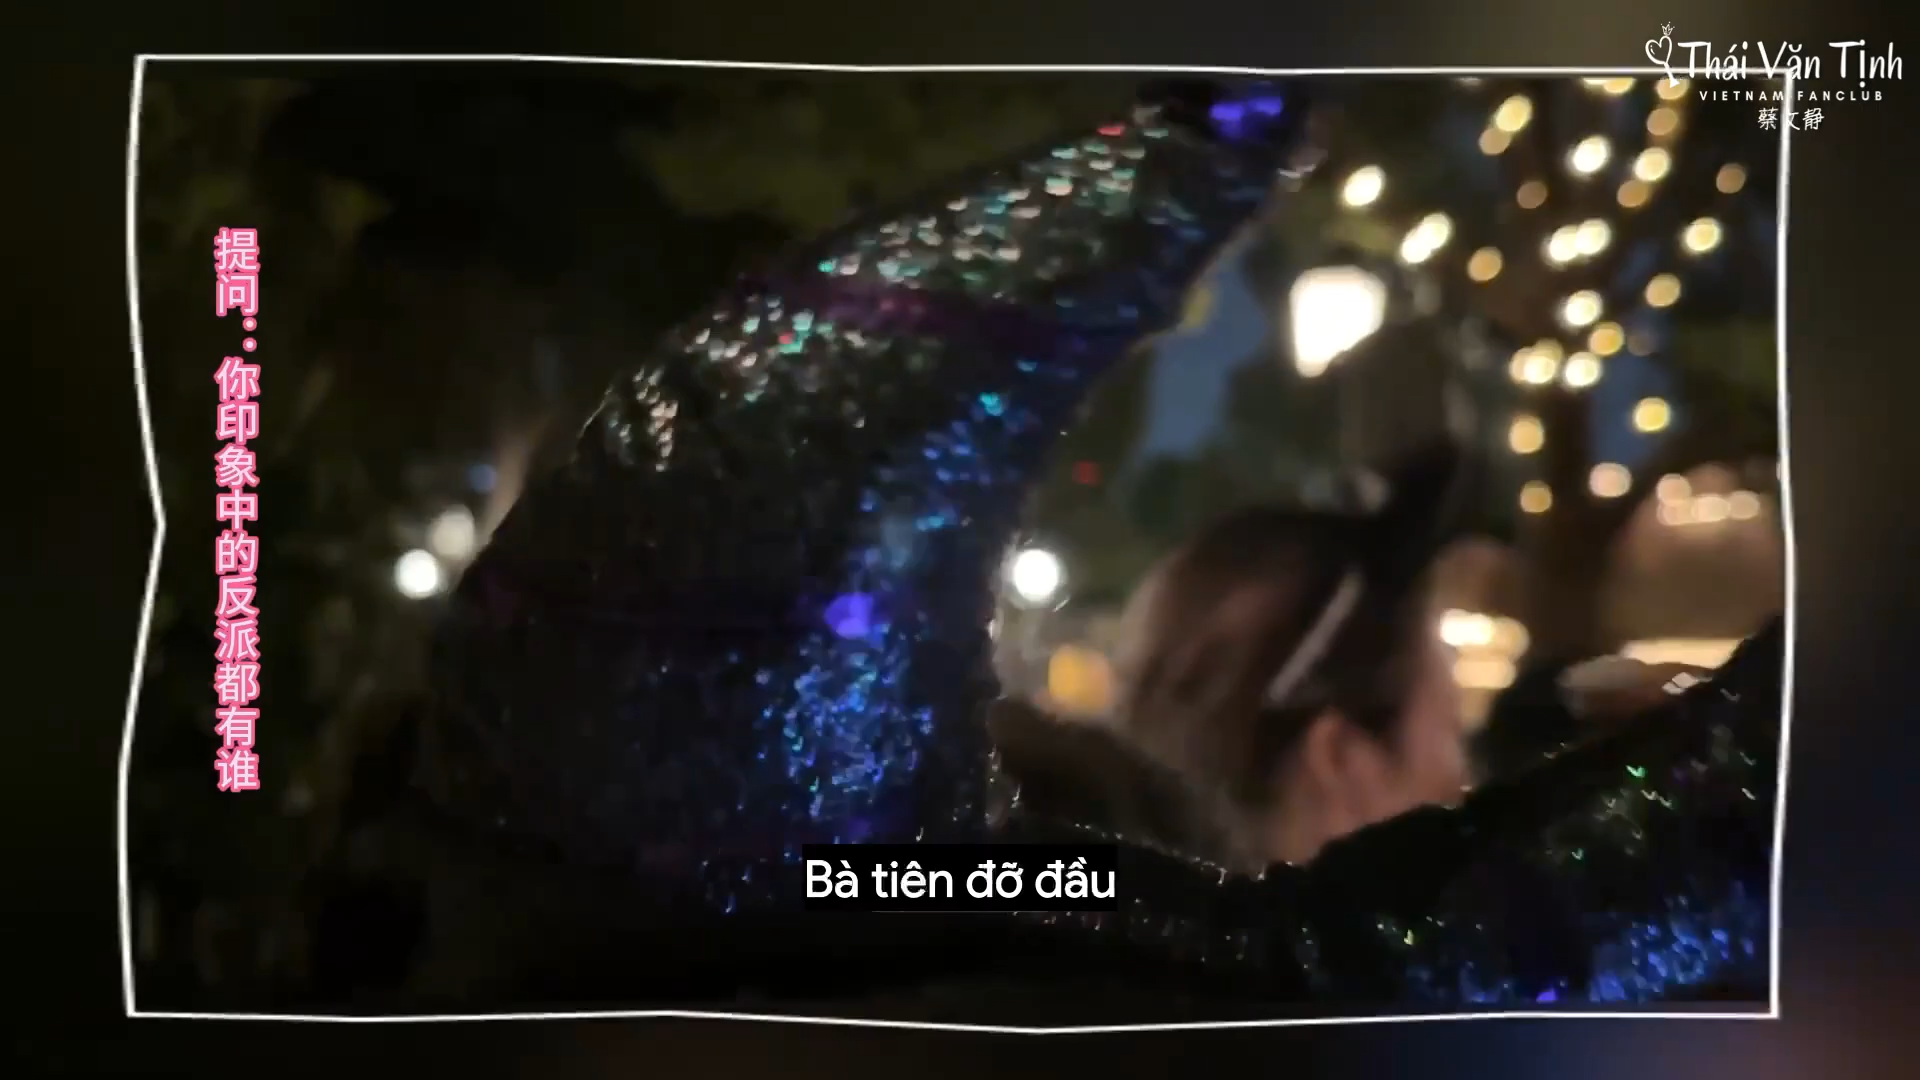 Thái Văn Tịnh
VIETNAM FANCLUB
蔡文静
提问：你印象中的反派都有谁
Bà tiên đỡ đầu